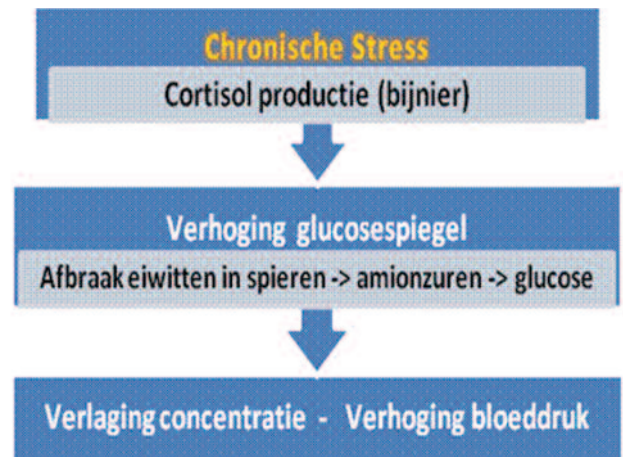 Chronische Stress
Cortisol productie (bijnier)
Verhoging glucosespiegel
Afbraak eiwitten in spieren -> amionzuren -> glucose
Verlaging concentratie - Verhoging bloeddruk